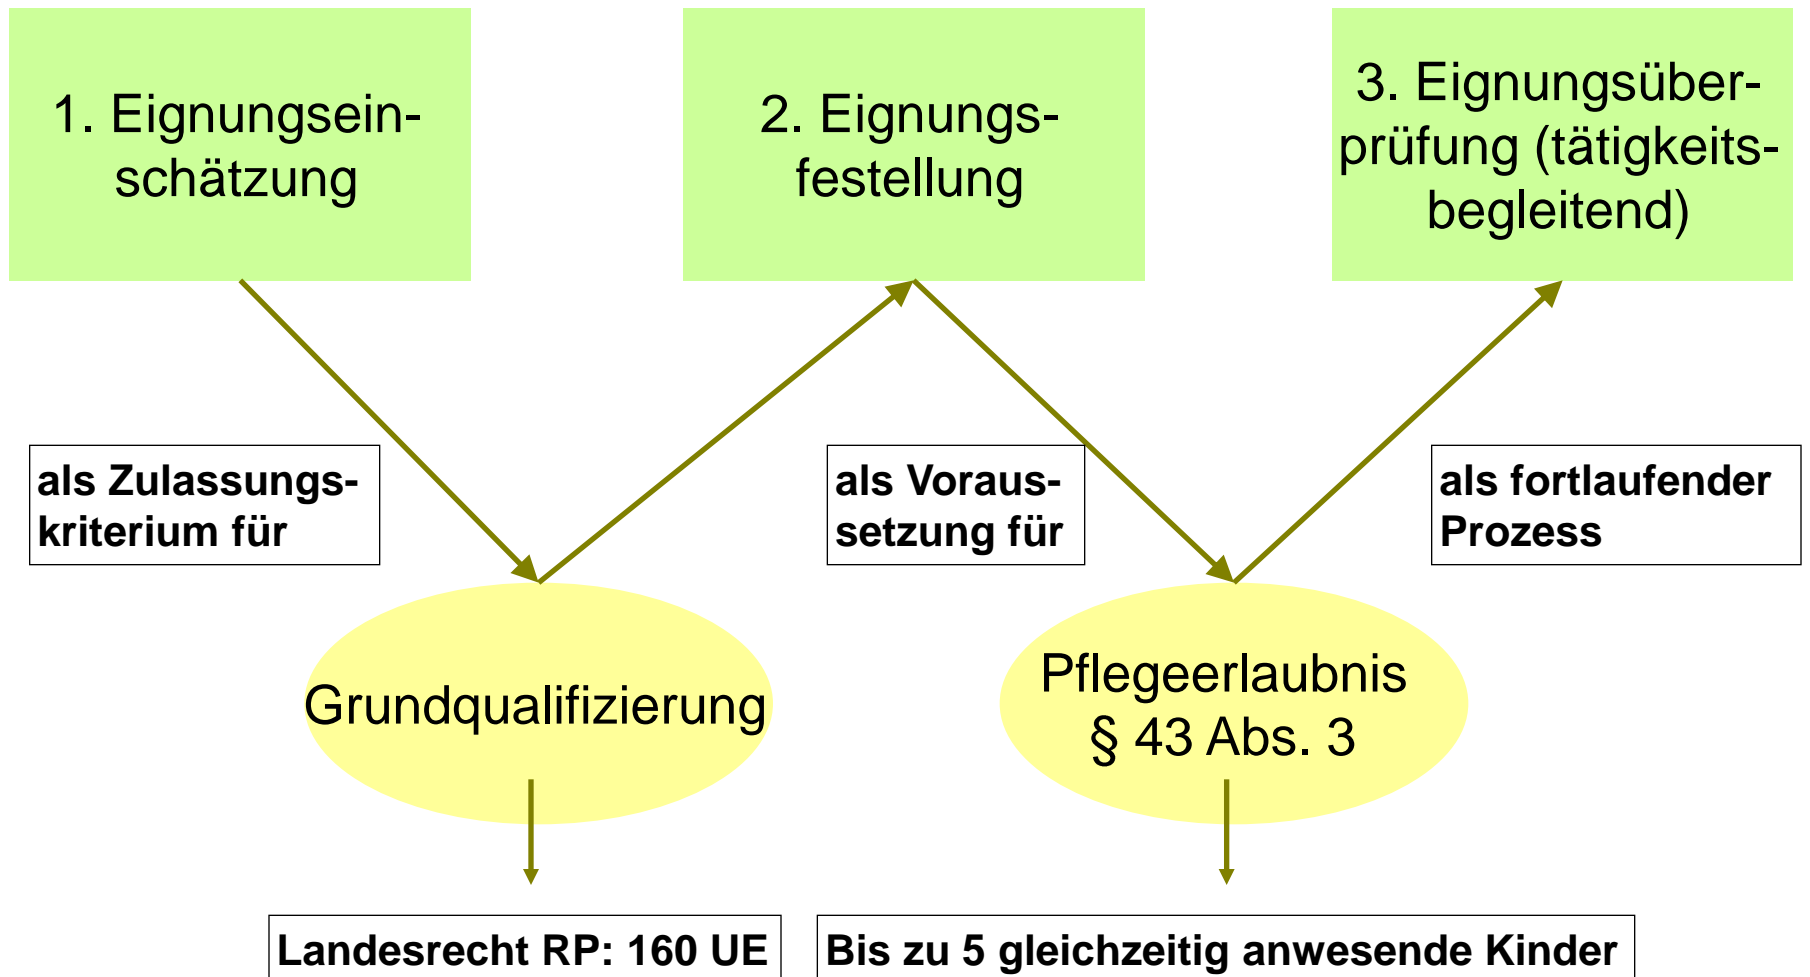 1. Eignungsein-
schätzung
2. Eignungs-
festellung
3. Eignungsüber-
prüfung (tätigkeits-
begleitend)
als Zulassungs-
kriterium für
als Voraus-
setzung für
als fortlaufender
Prozess
Grundqualifizierung
Pflegeerlaubnis
§ 43 Abs. 3
Landesrecht RP: 160 UE
Bis zu 5 gleichzeitig anwesende Kinder